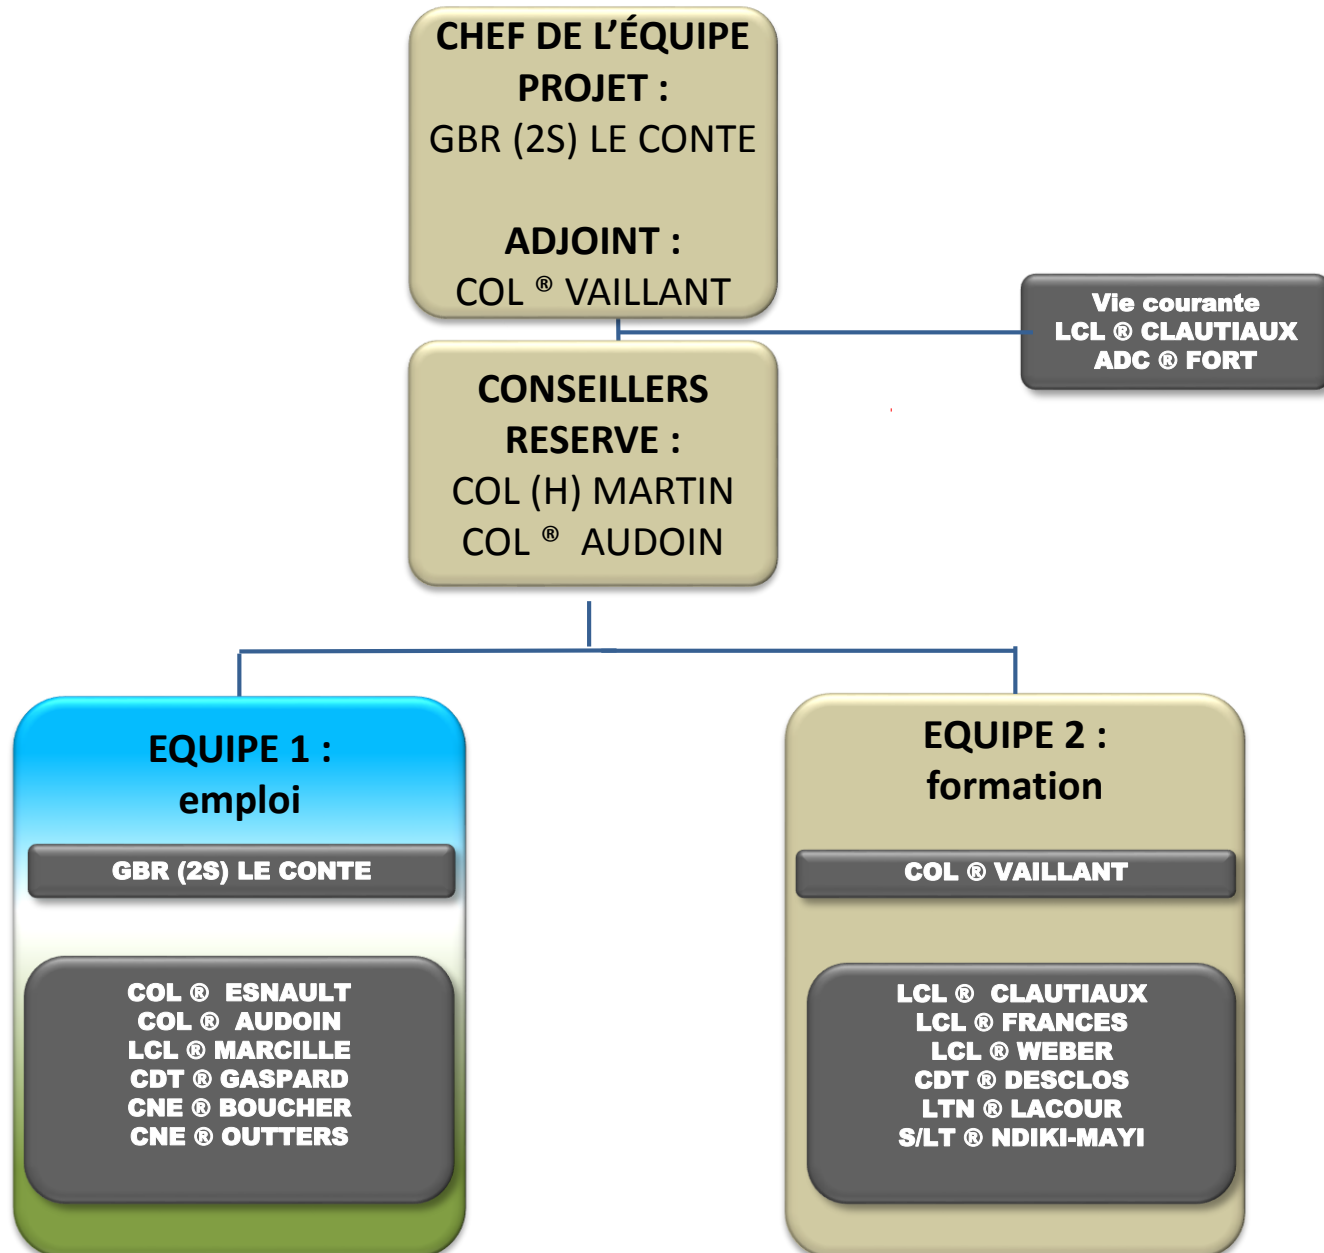 CHEF DE L’ÉQUIPE
PROJET :
GBR (2S) LE CONTE
ADJOINT :
COL ® VAILLANT
Vie courante
LCL ® CLAUTIAUX
ADC ® FORT
CONSEILLERS
RESERVE :
COL (H) MARTIN
COL ® AUDOIN
EQUIPE 1 :
emploi
GBR (2S) LE CONTE
COL ® ESNAULT
COL ® AUDOIN
LCL ® MARCILLE
CDT ® GASPARD
CNE ® BOUCHER
CNE ® OUTTERS
EQUIPE 2 :
formation
COL ® VAILLANT
LCL ® CLAUTIAUX
LCL ® FRANCES
LCL ® WEBER
CDT ® DESCLOS
LTN ® LACOUR
S/LT ® NDIKI-MAYI